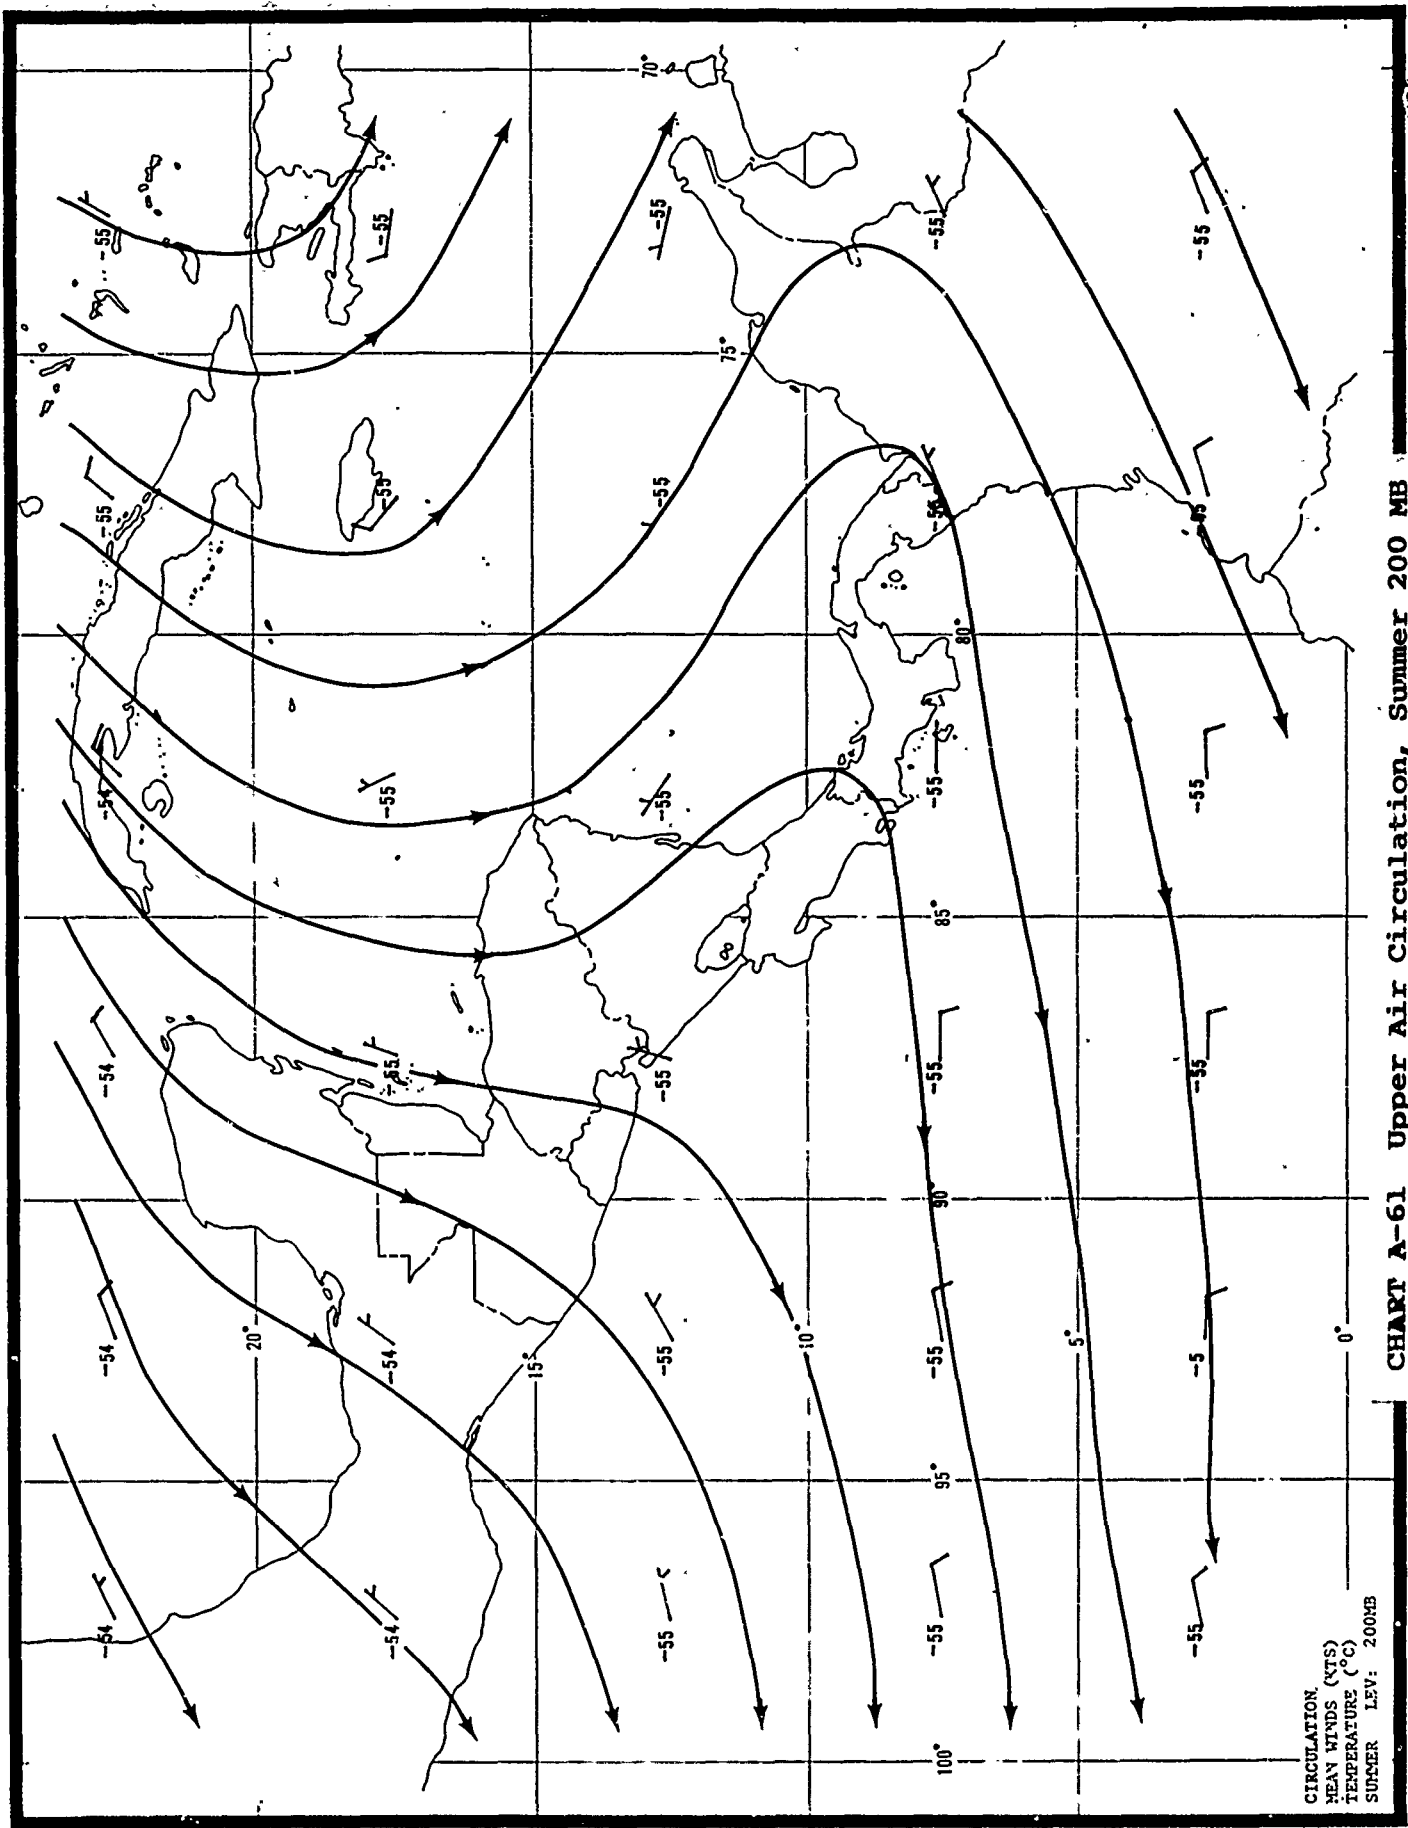 -54 -54 -54 -54 -55 -55
20°
-54 -54 -55 -55 -55 -55
15°
70°
-55 -55 -55 -55 -55 -55
75°
10°
100° -55 95° -55 90° -55 85° -55 80° -55
5°
-55 -5 -55 -55 -55
0°
CIRCULATION
MEAN WINDS (KTS)
TEMPERATURE (°C)
SUMMER LEV: 200MB
CHART A-61 Upper Air Circulation, Summer 200 MB